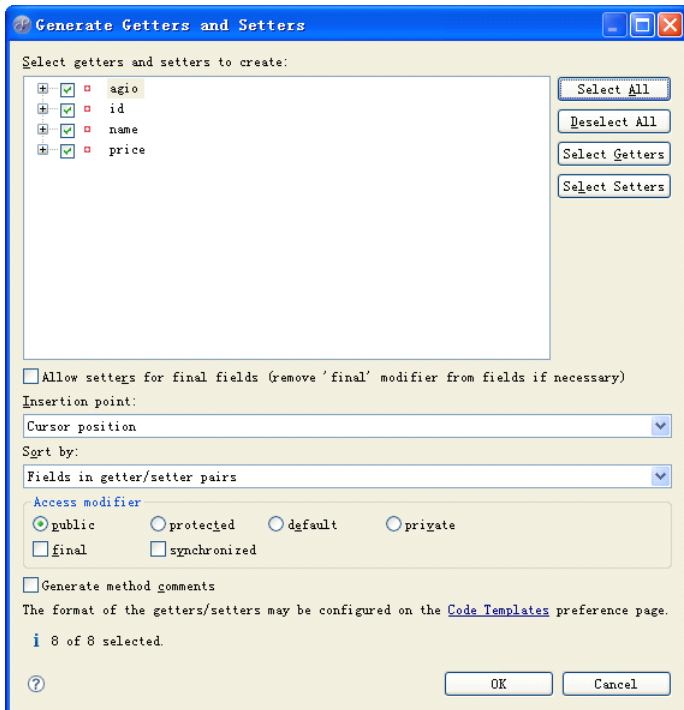 Generate Getters and Setters
Select getters and setters to create:
agio
id
name
price
Select All
Deselect All
Select Getters
Select Setters
Allow setters for final fields (remove 'final' modifier from fields if necessary)
Insertion point:
Cursor position
Sort by:
Fields in getter/setter pairs
Access modifier
public protected default private
final synchronized
Generate method comments
The format of the getters/setters may be configured on the Code Templates preference page.
i 8 of 8 selected.
? OK Cancel